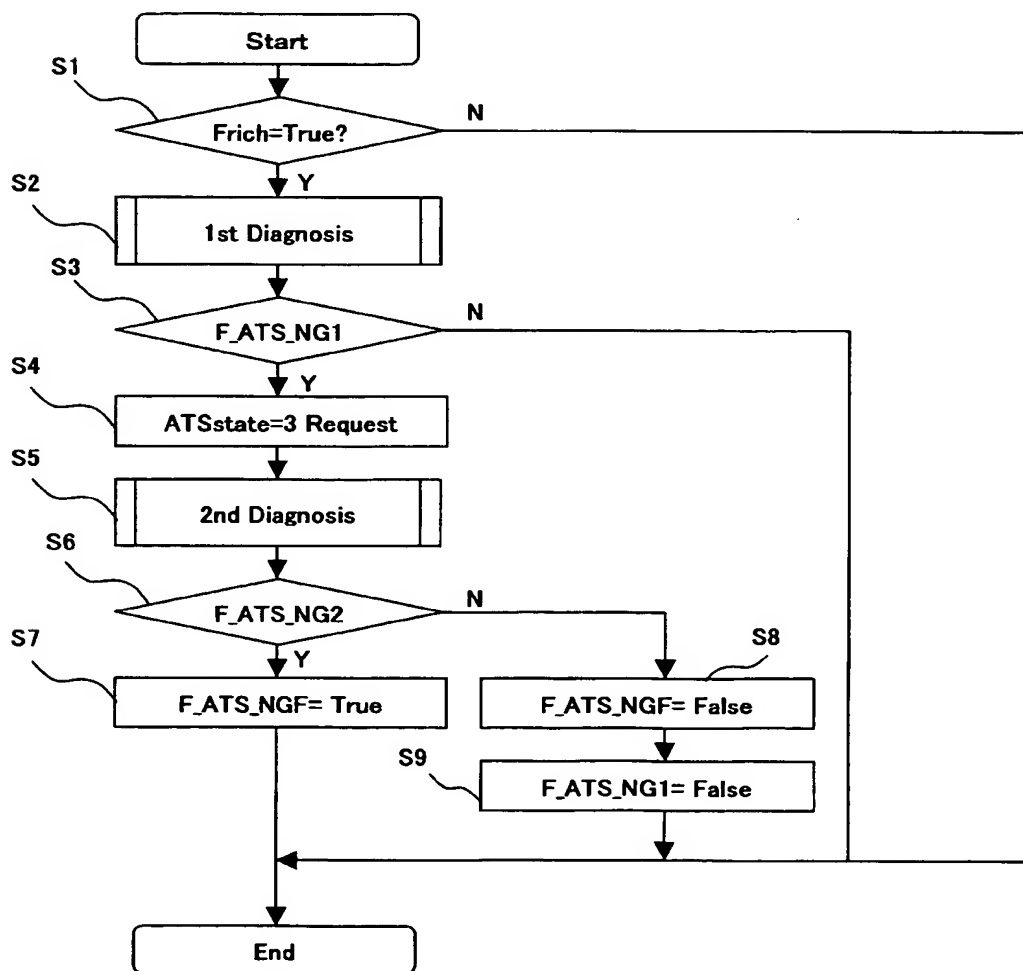 Start
S1
N
Frich=True?
Y
S2
1st Diagnosis
S3
N
F_ATS_NG1
S4
Y
ATSstate=3 Request
S5
2nd Diagnosis
S6
N
F_ATS_NG2
S7
Y
S8
F_ATS_NGF= True
F_ATS_NGF= False
S9
F_ATS_NG1= False
End